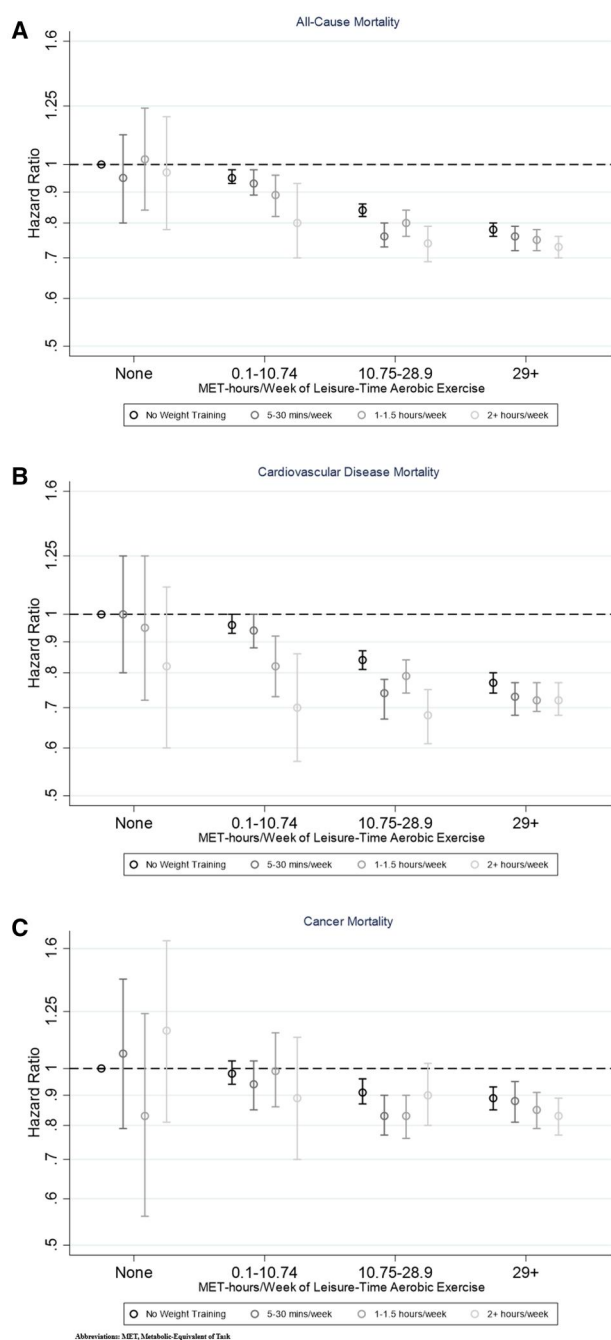 A
All-Cause Mortality
1.6
1.25
1
.9
.8
.7
.6
.5
Hazard Ratio
None 0.1-10.74 10.75-28.9 29+
MET-hours/Week of Leisure-Time Aerobic Exercise
No Weight Training 5-30 mins/week 1-1.5 hours/week 2+ hours/week
B
Cardiovascular Disease Mortality
1.6
1.25
1
.9
.8
.7
.6
.5
Hazard Ratio
None 0.1-10.74 10.75-28.9 29+
MET-hours/Week of Leisure-Time Aerobic Exercise
No Weight Training 5-30 mins/week 1-1.5 hours/week 2+ hours/week
C
Cancer Mortality
1.6
1.25
1
.9
.8
.7
.6
.5
Hazard Ratio
None 0.1-10.74 10.75-28.9 29+
MET-hours/Week of Leisure-Time Aerobic Exercise
No Weight Training 5-30 mins/week 1-1.5 hours/week 2+ hours/week
Abbreviations: MET, Metabolic-Equivalent of Task